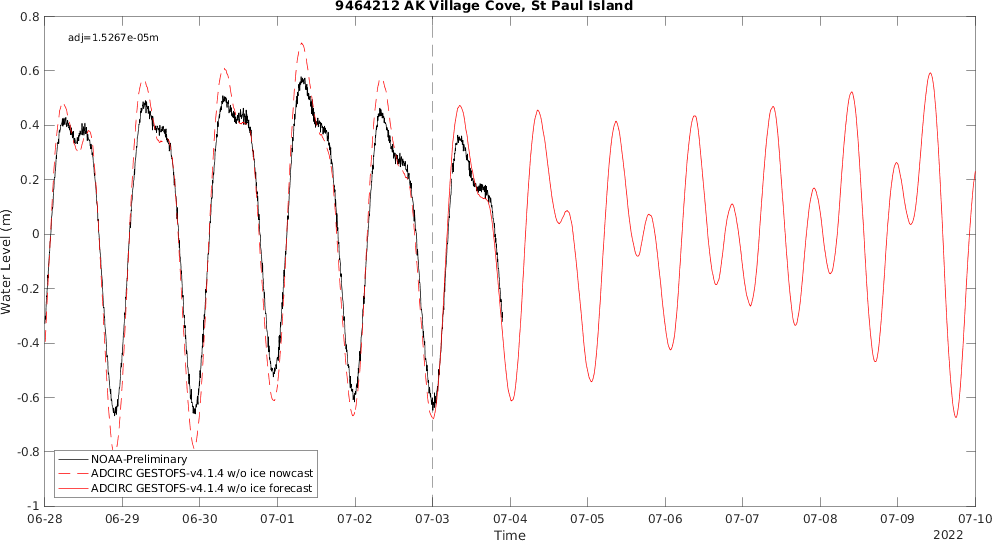 9464212 AK Village Cove, St Paul Island
adj=1.5267e-05m
Water Level (m)
0.8
0.6
0.4
0.2
0
-0.2
-0.4
-0.6
-0.8
-1
NOAA-Preliminary
ADCIRC GESTOFS-v4.1.4 w/o ice nowcast
ADCIRC GESTOFS-v4.1.4 w/o ice forecast
06-28 06-29 06-30 07-01 07-02 07-03 07-04 07-05 07-06 07-07 07-08 07-09 07-10
Time
2022